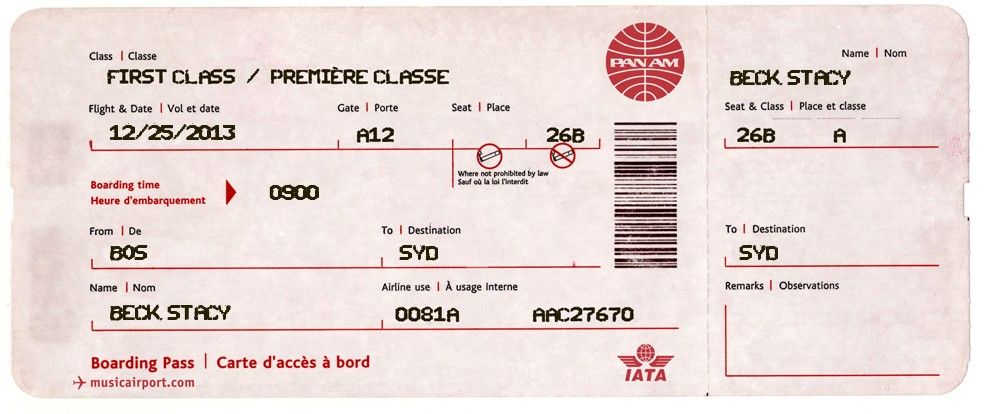 Class | Classe
FIRST CLASS / PREMIÈRE CLASSE
Flight & Date | Vol et date
Gate | Porte
Seat | Place
12/25/2013
A12
26B
Where not prohibited by law
Sauf où la loi l'interdit
Boarding time
Heure d'embarquement
0900
From | De
To | Destination
BOS
SYD
Name | Nom
Airline use | À usage interne
BECK, STACY
0081A
AAC27670
Boarding Pass | Carte d'accès à bord
musicairport.com
PAN AM
IATA
Name | Nom
BECK, STACY
Seat & Class | Place et classe
26B
A
To | Destination
SYD
Remarks | Observations